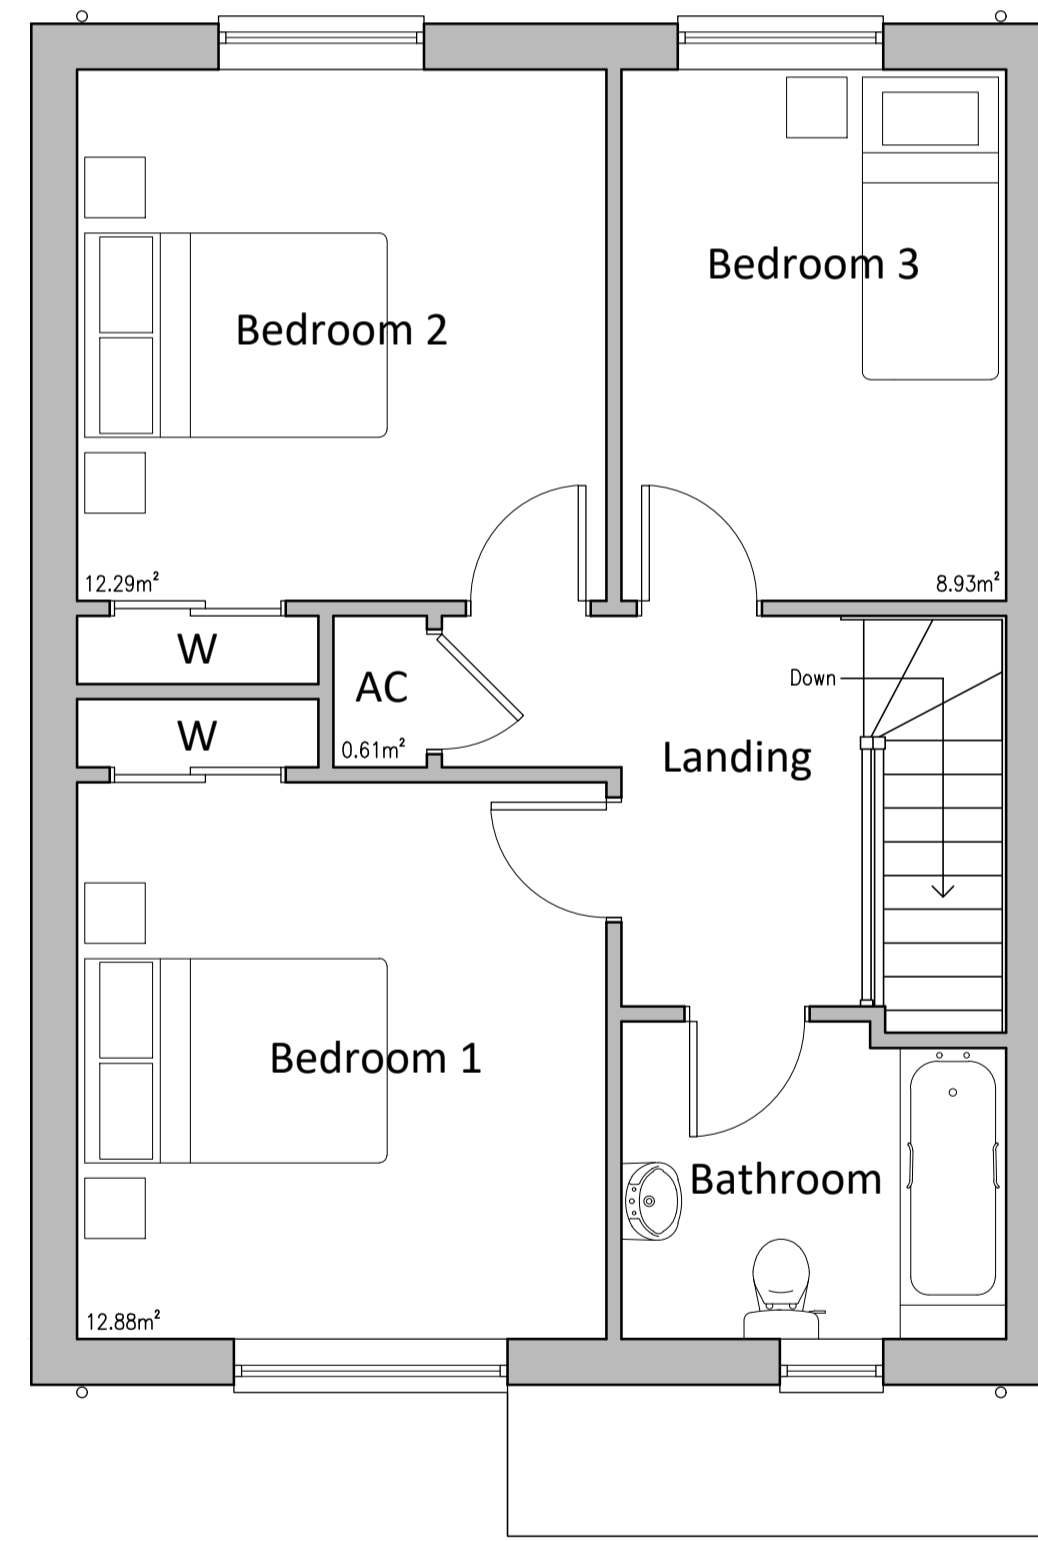 Bedroom 3
Bedroom 2
12.29m²
8.93m²
W
AC
Down
W
0.61m²
Landing
Bedroom 1
Bathroom
12.88m²